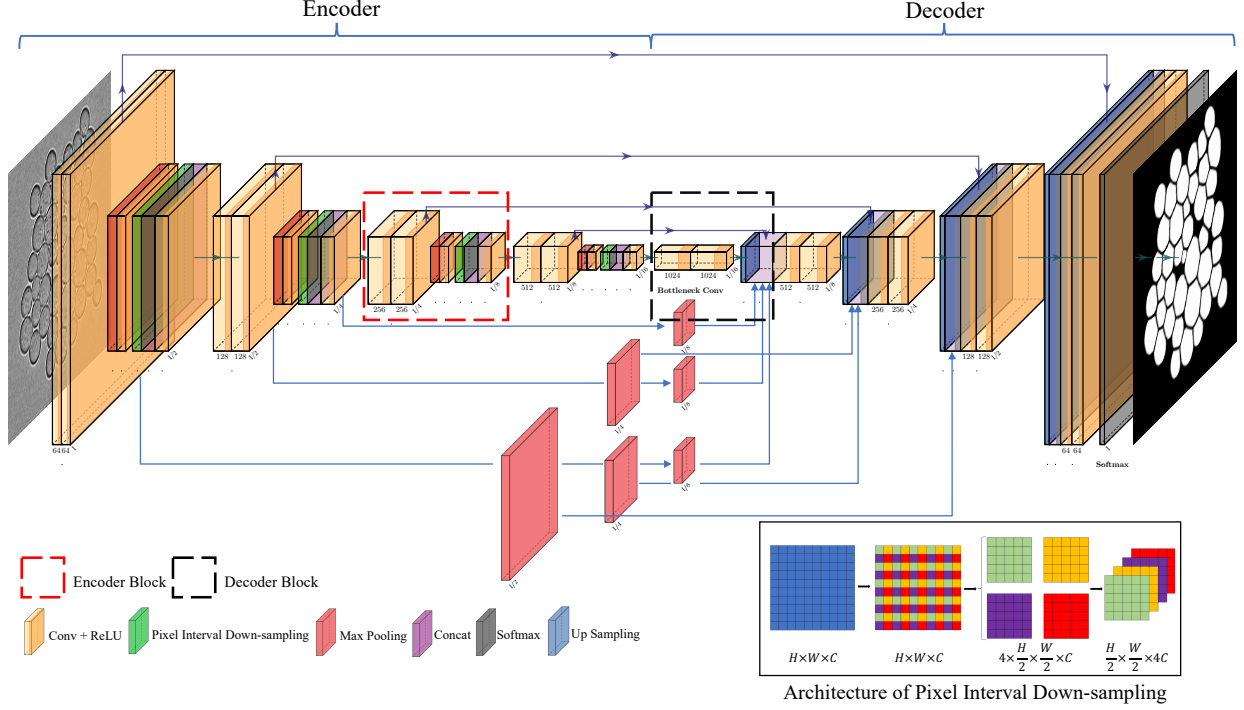 Encoder
Decoder
64 64 I
1/2
128 128 1/2
1/4
256 256 1/4
1/8
512 512 1/8
1/16
1024 1024 1/16
Bottleneck Conv
512 512 1/8
256 256 1/4
128 128 1/2
64 64
I
Softmax
1/8
1/4
1/8
1/8
1/4
1/2
Encoder Block
Decoder Block
Conv + ReLU
Pixel Interval Down-sampling
Max Pooling
Concat
Softmax
Up Sampling
H×W×C
H×W×C
4×H/2×W/2×C
H/2×W/2×4C
Architecture of Pixel Interval Down-sampling